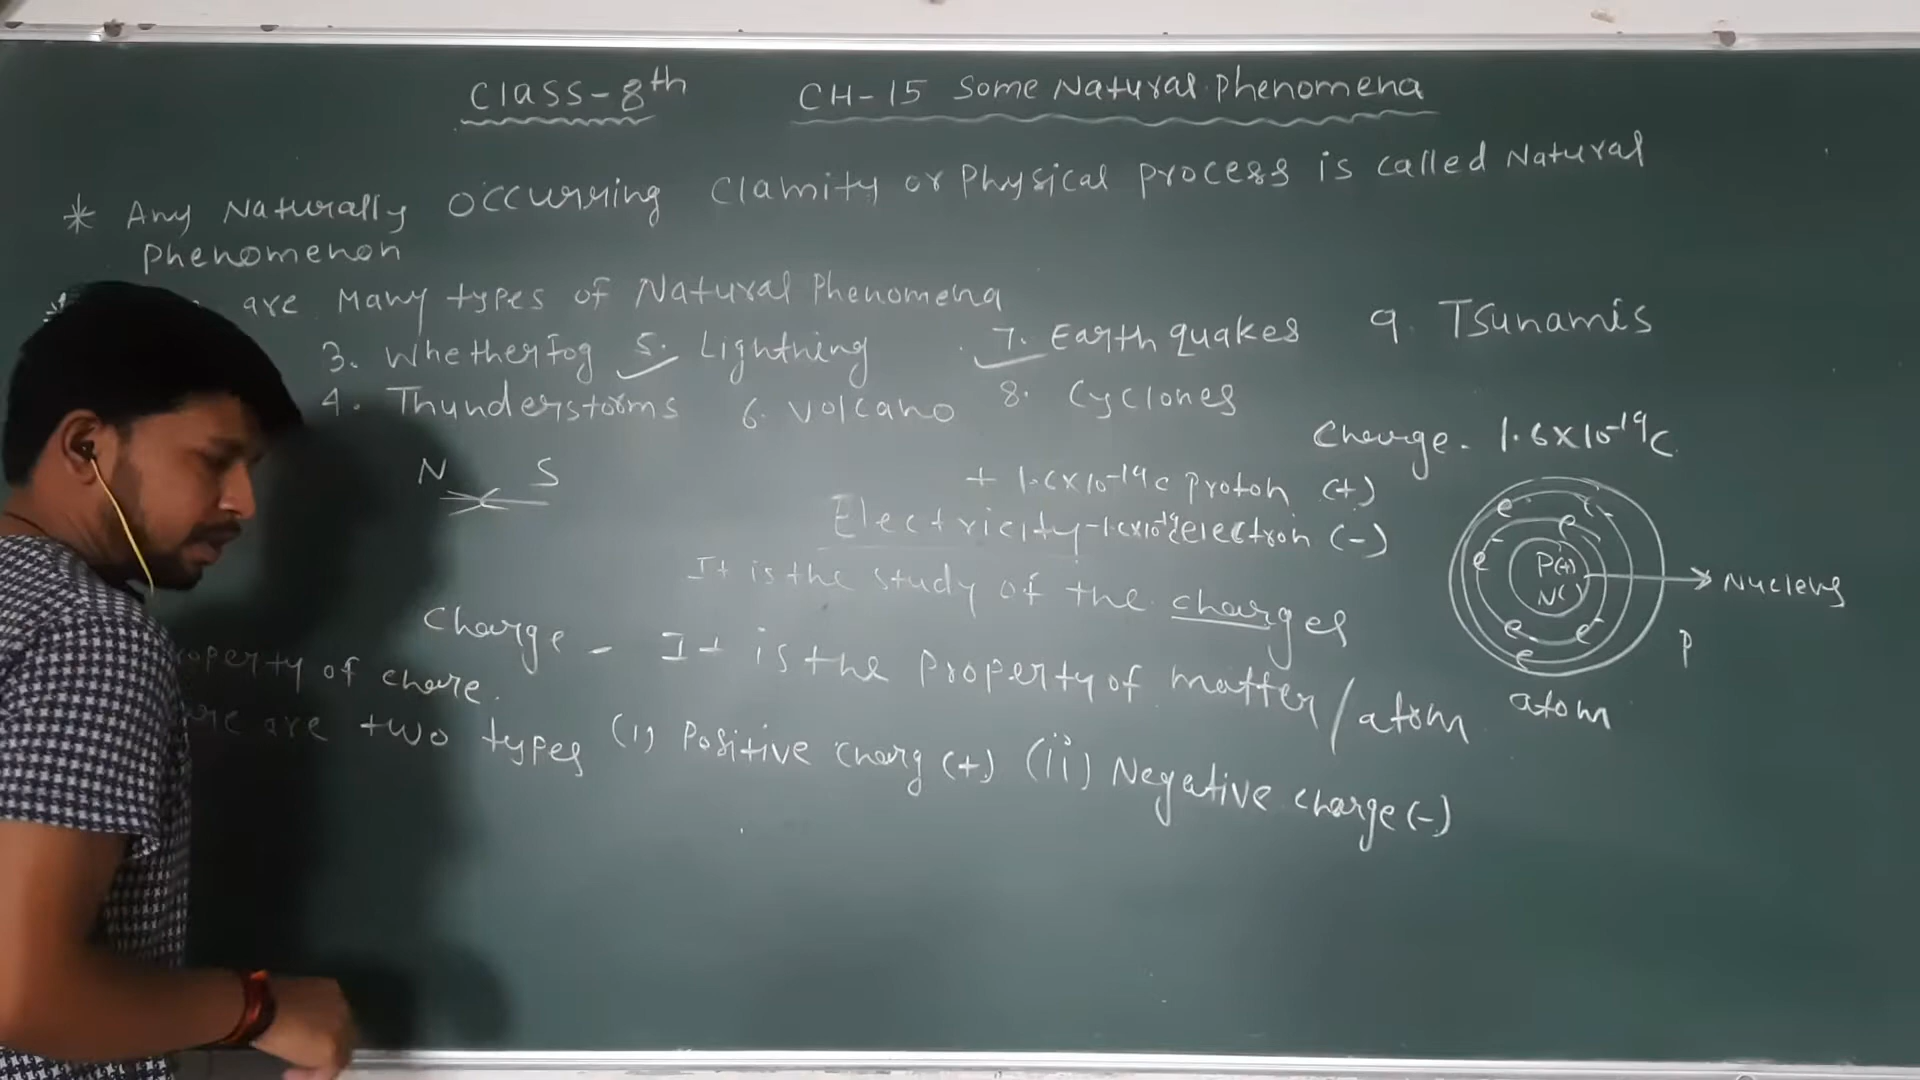 Class-8th CH-15 Some Natural Phenomena
* Any Naturally Occurring Clamity or Physical process is called Natural
Phenomenon
are Many types of Natural Phenomena
3. Whether Fog 5. Lightning 7. Earthquakes 9. Tsunamis
4. Thunderstorms 6. Volcano 8. Cyclones
Charge - 1.6×10-19C
N S
+ 1.6×10-19c Proton (+)
Electricity electron (-)
It is the study of the charges
Charge - It is the Property of matter/atom
operty of chare.
are two types (i) Positive charg (+) (ii) Negative charge (-)
e- e-
e-
P(+)
N( )
Nucleus
e- e-
e-
P
atom